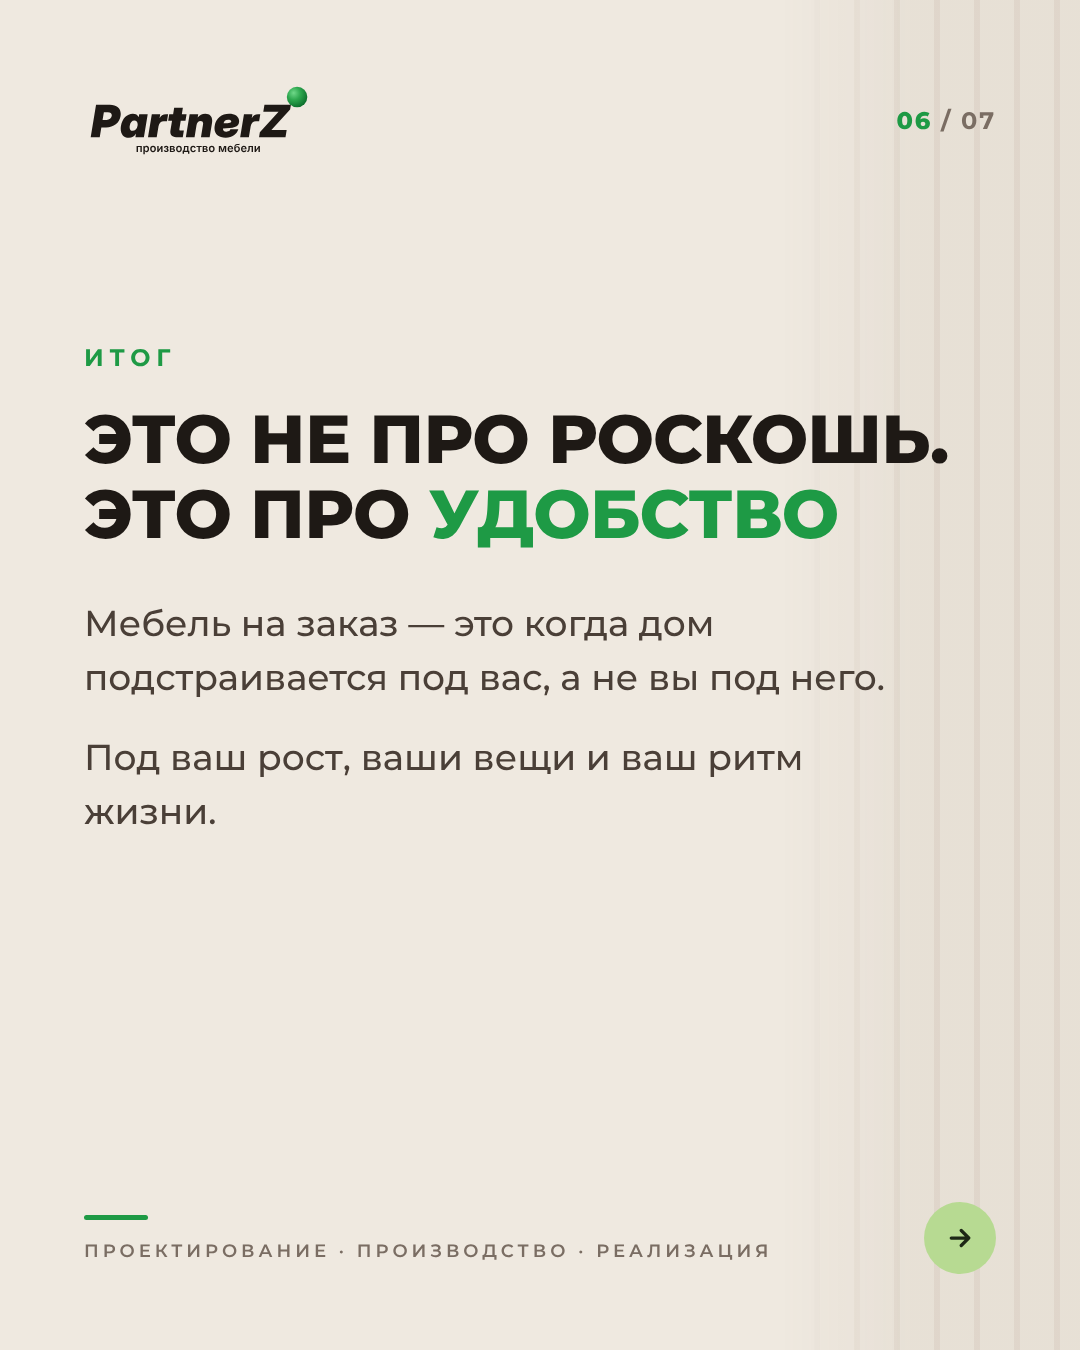 PartnerZ
производство мебели
06 / 07
ИТОГ
ЭТО НЕ ПРО РОСКОШЬ.
ЭТО ПРО УДОБСТВО
Мебель на заказ — это когда дом
подстраивается под вас, а не вы под него.
Под ваш рост, ваши вещи и ваш ритм
жизни.
ПРОЕКТИРОВАНИЕ · ПРОИЗВОДСТВО · РЕАЛИЗАЦИЯ